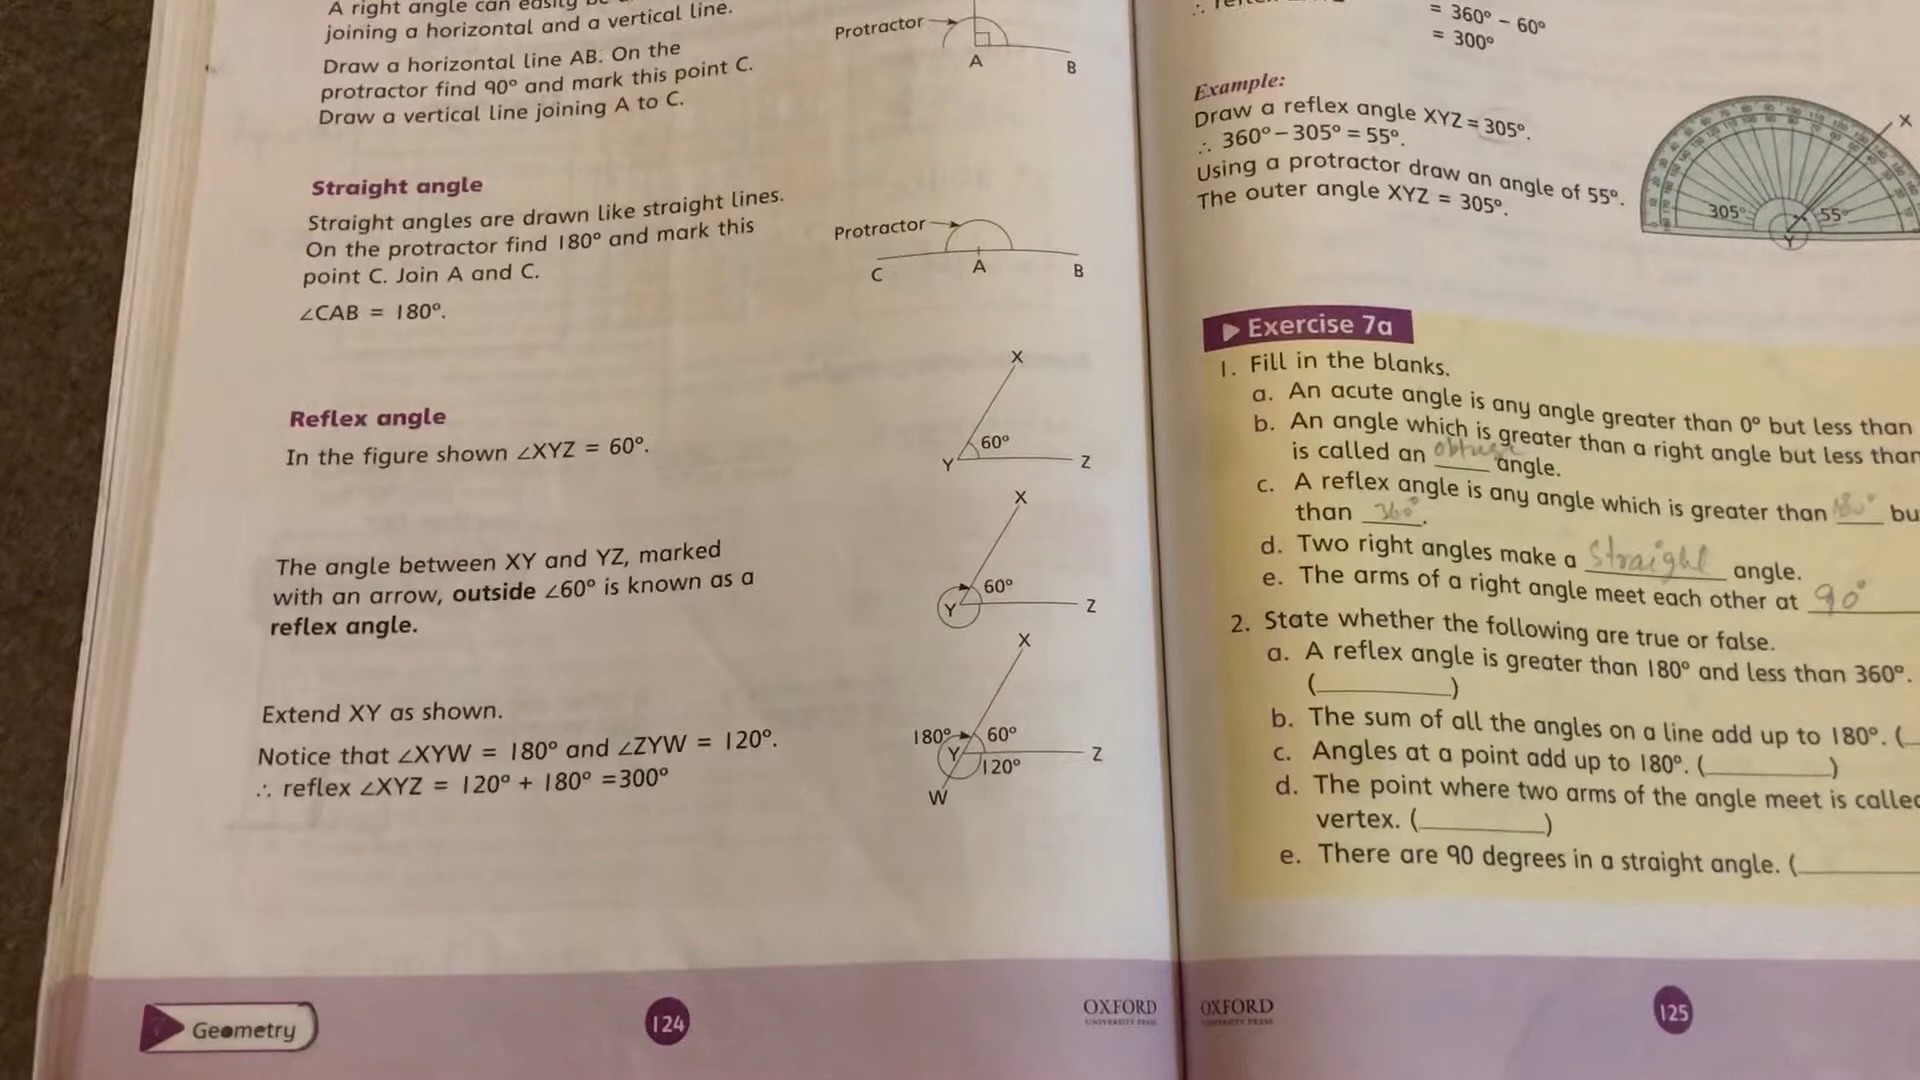 A right angle can easily be
joining a horizontal and a vertical line.
Draw a horizontal line AB. On the
protractor find 90° and mark this point C.
Draw a vertical line joining A to C.
Protractor
A
B
Straight angle
Straight angles are drawn like straight lines.
On the protractor find 180° and mark this
point C. Join A and C.
∠CAB = 180°.
Protractor
C
A
B
Reflex angle
In the figure shown ∠XYZ = 60°.
X
60°
Y
Z
The angle between XY and YZ, marked
with an arrow, outside ∠60° is known as a
reflex angle.
X
60°
Y
Z
Extend XY as shown.
Notice that ∠XYW = 180° and ∠ZYW = 120°.
∴ reflex ∠XYZ = 120° + 180° =300°
X
180°
60°
Y
Z
120°
W
Geometry
124
OXFORD
UNIVERSITY PRESS
= 360° – 60°
= 300°
Example:
Draw a reflex angle XYZ = 305°.
∴ 360° – 305° = 55°.
Using a protractor draw an angle of 55°.
The outer angle XYZ = 305°.
X
305°
55°
Y
Exercise 7a
1. Fill in the blanks.
a. An acute angle is any angle greater than 0° but less than
b. An angle which is greater than a right angle but less than
is called an obtuse angle.
c. A reflex angle is any angle which is greater than 180° bu
than 360°.
d. Two right angles make a straight angle.
e. The arms of a right angle meet each other at 90°
2. State whether the following are true or false.
a. A reflex angle is greater than 180° and less than 360°.
(__________)
b. The sum of all the angles on a line add up to 180°. (_
c. Angles at a point add up to 180°. (__________)
d. The point where two arms of the angle meet is called
vertex. (__________)
e. There are 90 degrees in a straight angle. (__________
OXFORD
UNIVERSITY PRESS
125